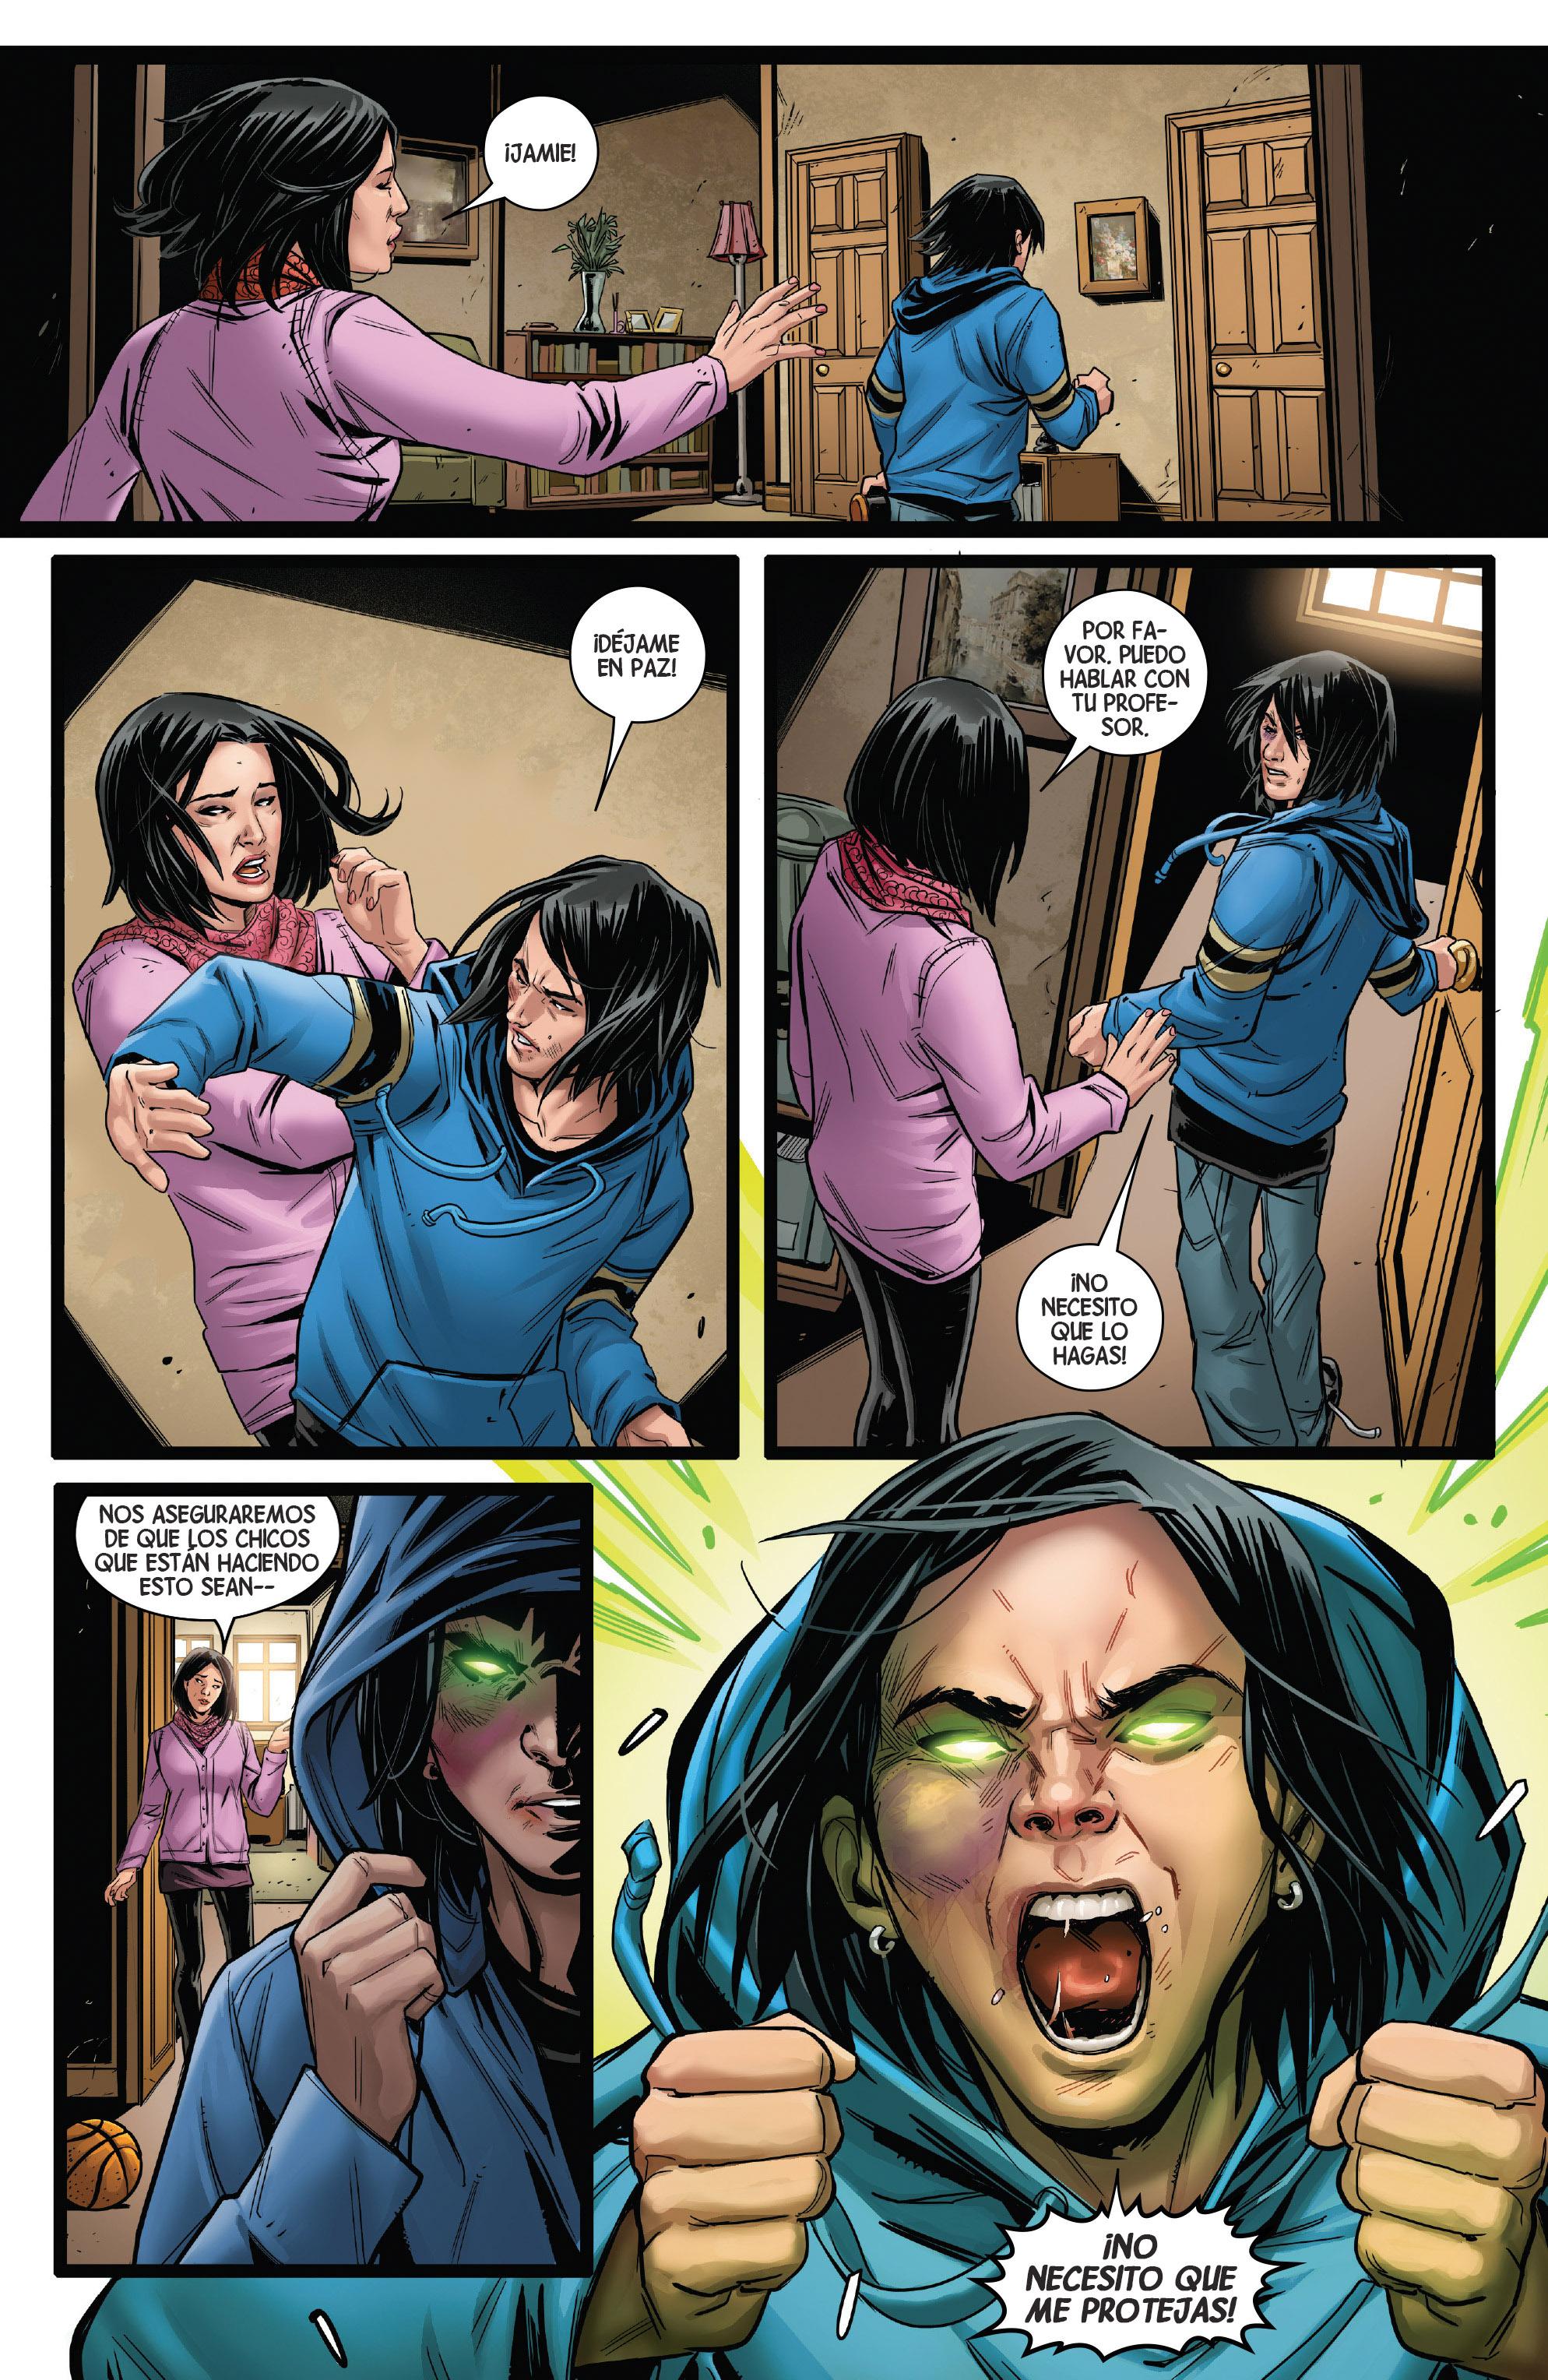 ¡JAMIE!
¡DÉJAME
EN PAZ!
POR FA-
VOR, PUEDO
HABLAR CON
TU PROFE-
SOR.
¡NO
NECESITO
QUE LO
HAGAS!
NOS ASEGURAREMOS
DE QUE LOS CHICOS
QUE ESTÁN HACIENDO
ESTO SEAN--
¡NO
NECESITO QUE
ME PROTEJAS!